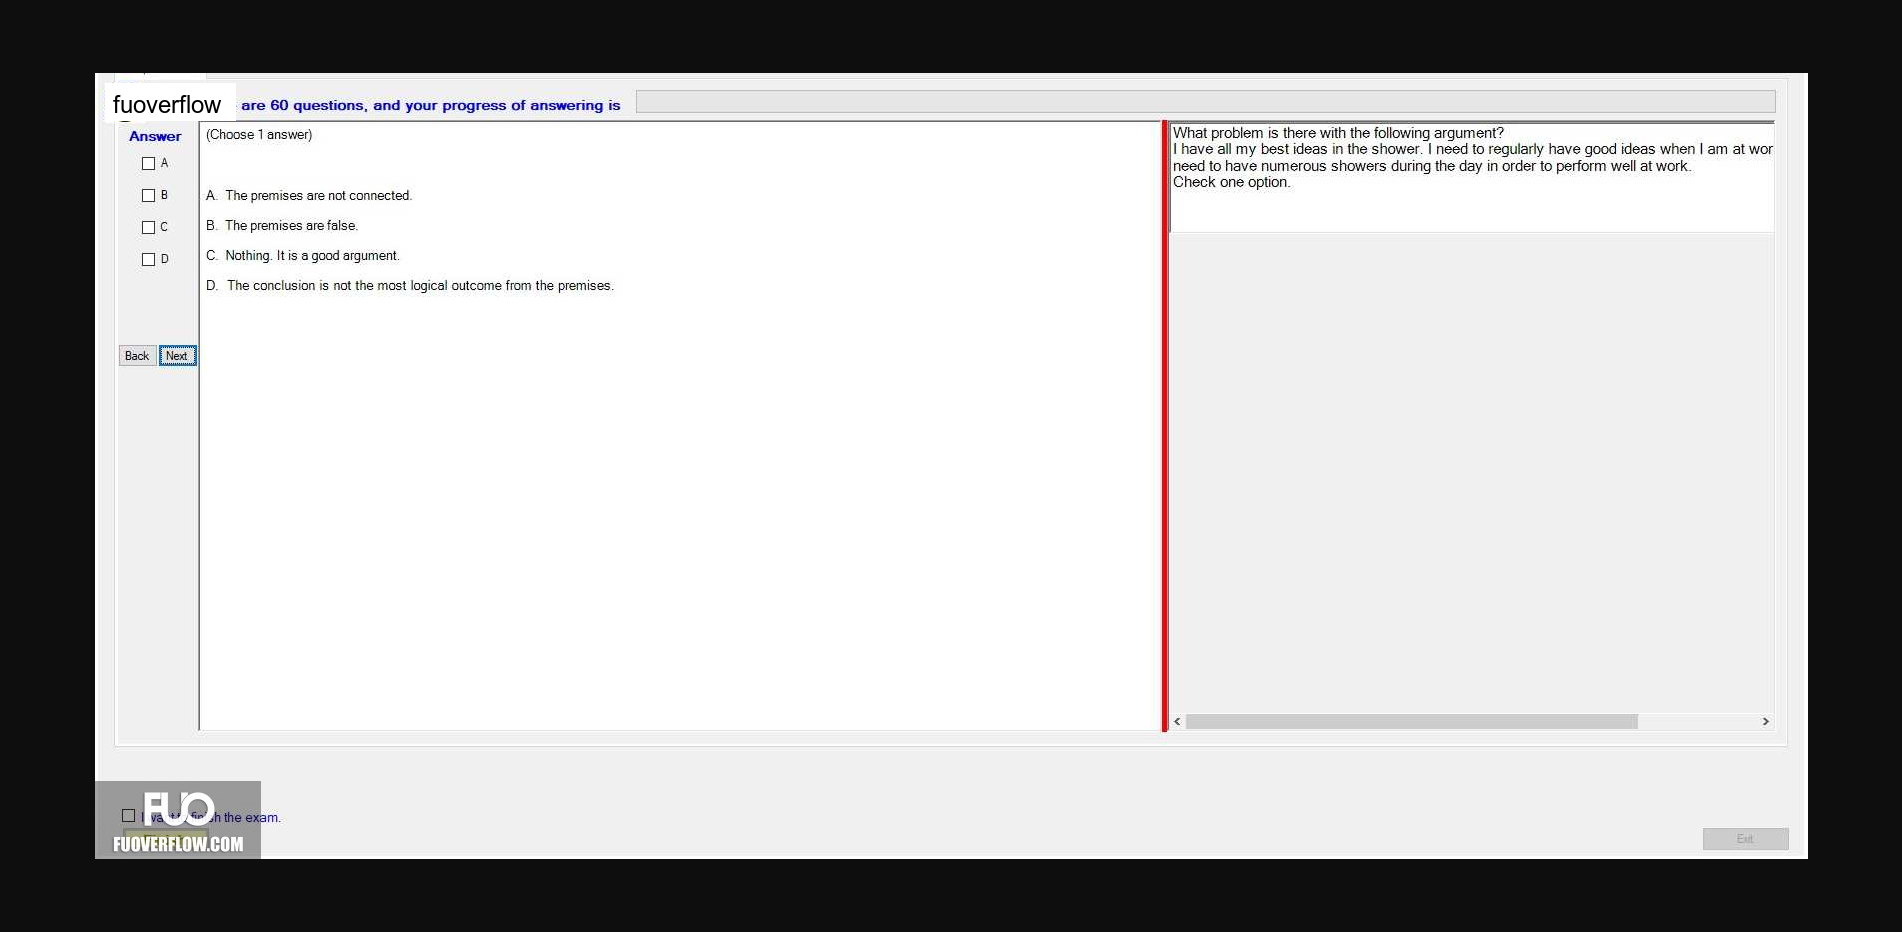 fuoverflow are 60 questions, and your progress of answering is
Answer
(Choose 1 answer)
A
B
C
D
A. The premises are not connected.
B. The premises are false.
C. Nothing. It is a good argument.
D. The conclusion is not the most logical outcome from the premises.
Back Next
What problem is there with the following argument?
I have all my best ideas in the shower. I need to regularly have good ideas when I am at wor
need to have numerous showers during the day in order to perform well at work.
Check one option.
FUO
I want to finish the exam.
FUOVERFLOW.COM
Exit